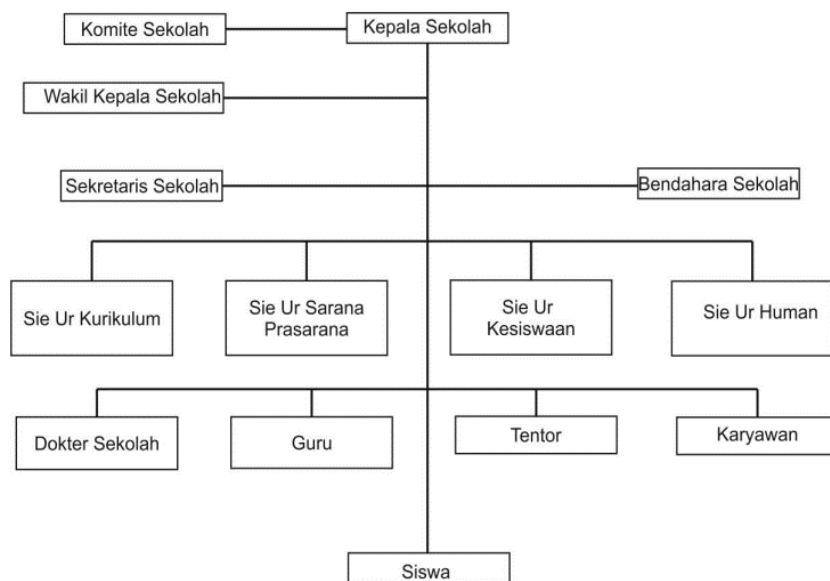 Komite Sekolah
Kepala Sekolah
Wakil Kepala Sekolah
Sekretaris Sekolah
Bendahara Sekolah
Sie Ur Kurikulum
Sie Ur Sarana
Prasarana
Sie Ur
Kesiswaan
Sie Ur Human
Dokter Sekolah
Guru
Tentor
Karyawan
Siswa